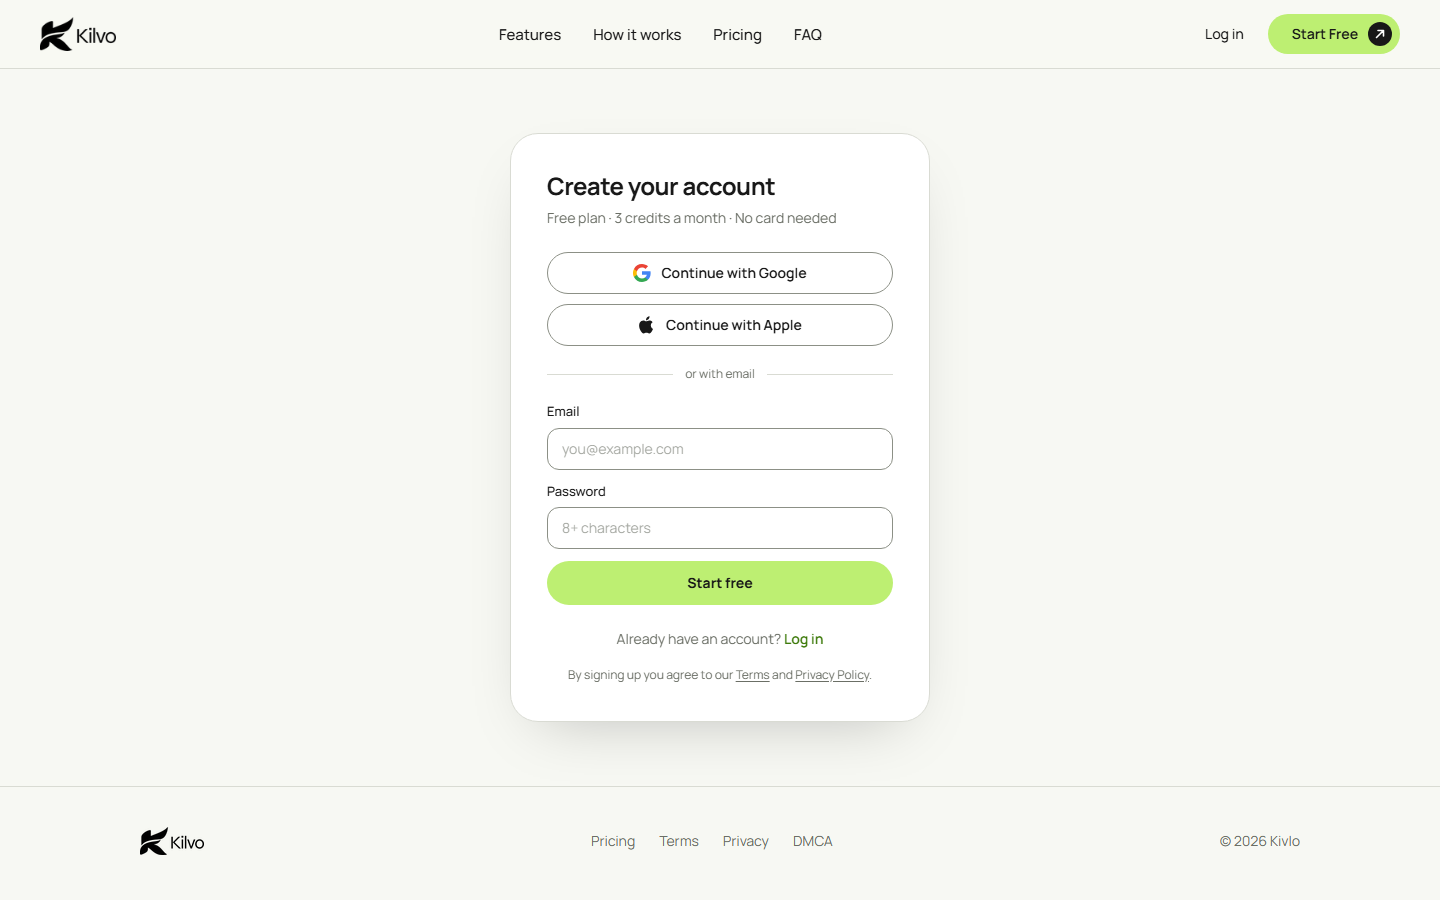 Kilvo
Features
How it works
Pricing
FAQ
Log in
Start Free
Create your account
Free plan · 3 credits a month · No card needed
Continue with Google
Continue with Apple
or with email
Email
you@example.com
Password
8+ characters
Start free
Already have an account? Log in
By signing up you agree to our Terms and Privacy Policy.
Kilvo
Pricing
Terms
Privacy
DMCA
© 2026 Kivlo